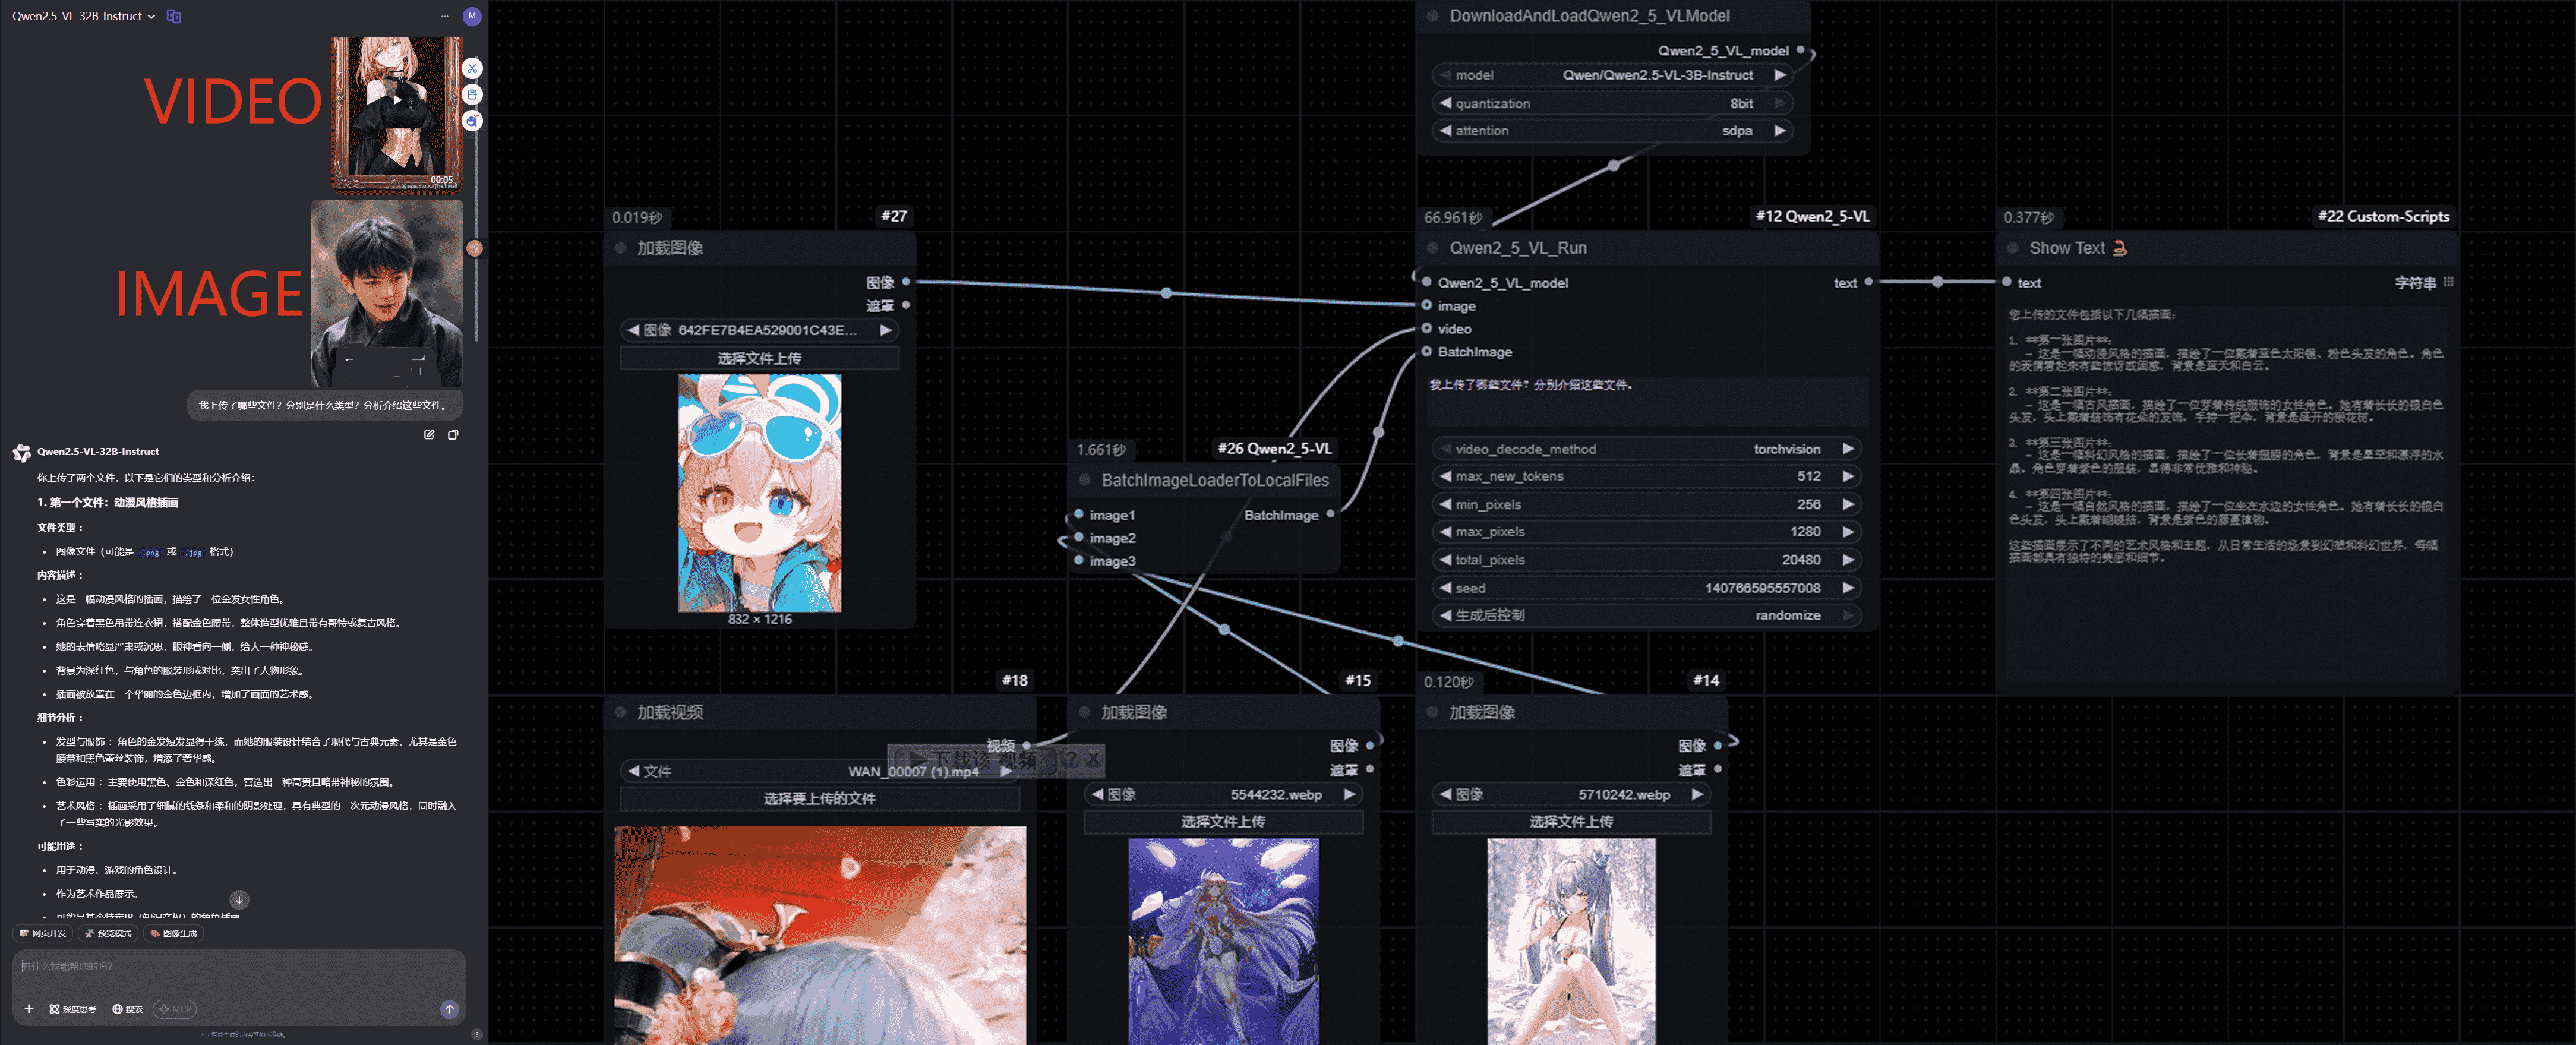 Qwen2.5-VL-32B-Instruct
M
VIDEO
00:05
IMAGE
我上传了哪些文件？分别是什么类型？分析介绍这些文件。
Qwen2.5-VL-32B-Instruct
你上传了两个文件，以下是它们的类型和分析介绍：
1. 第一个文件：动漫风格插画
文件类型：
• 图像文件（可能是 .png 或 .jpg 格式）
内容描述：
• 这是一幅动漫风格的插画，描绘了一位金发女性角色。
• 角色穿着黑色吊带连衣裙，搭配金色腰带，整体造型优雅且带有哥特或复古风格。
• 她的表情略显严肃或沉思，眼神看向一侧，给人一种神秘感。
• 背景为深红色，与角色的服装形成对比，突出了人物形象。
• 插画被放置在一个华丽的金色边框内，增加了画面的艺术感。
细节分析：
• 发型与服饰：角色的金发短发显得干练，而她的服装设计结合了现代与古典元素，尤其是金色
腰带和黑色蕾丝装饰，增添了奢华感。
• 色彩运用：主要使用黑色、金色和深红色，营造出一种高贵且略带神秘的氛围。
• 艺术风格：插画采用了细腻的线条和柔和的阴影处理，具有典型的二次元动漫风格，同时融入
了一些写实的光影效果。
可能用途：
• 用于动漫、游戏的角色设计。
• 作为艺术作品展示。
• 可能是某个特定IP（知识产权）的角色插画
网页开发 预览模式 图像生成
有什么我能帮您的吗？
深度思考 搜索 MCP
人工智能生成的内容可能不准确。
?
DownloadAndLoadQwen2_5_VLModel
Qwen2_5_VL_model
model Qwen/Qwen2.5-VL-3B-Instruct
quantization 8bit
attention sdpa
0.019秒 #27
加载图像
图像
遮罩
图像 642FE7B4EA529001C43E...
选择文件上传
832 × 1216
66.961秒 #12 Qwen2_5-VL
Qwen2_5_VL_Run
Qwen2_5_VL_model text
image
video
BatchImage
我上传了哪些文件？分别介绍这些文件。
video_decode_method torchvision
max_new_tokens 512
min_pixels 256
max_pixels 1280
total_pixels 20480
seed 140766595557008
生成后控制 randomize
1.661秒 #26 Qwen2_5-VL
BatchImageLoaderToLocalFiles
image1 BatchImage
image2
image3
0.377秒 #22 Custom-Scripts
Show Text
text 字符串
您上传的文件包括以下几幅插画：
1. **第一张图片**：
- 这是一幅动漫风格的插画，描绘了一位戴着蓝色太阳镜、粉色头发的角色。角色
的表情看起来有些惊讶或困惑，背景是蓝天和白云。
2. **第二张图片**：
- 这是一幅古风插画，描绘了一位穿着传统服饰的女性角色。她有着长长的银白色
头发，头上戴着装饰有花朵的发饰，手持一把伞，背景是盛开的樱花树。
3. **第三张图片**：
- 这是一幅科幻风格的插画，描绘了一位长着翅膀的角色，背景是星空和漂浮的水
晶。角色穿着紫色的服装，显得非常优雅和神秘。
4. **第四张图片**：
- 这是一幅自然风格的插画，描绘了一位坐在水边的女性角色。她有着长长的银白
色头发，头上戴着蝴蝶结，背景是紫色的藤蔓植物。
这些插画展示了不同的艺术风格和主题，从日常生活的场景到幻想和科幻世界，每幅
插画都具有独特的美感和细节。
#18
加载视频
视频
下载该视频 ? X
文件 WAN_00007 (1).mp4
选择要上传的文件
#15
加载图像
图像
遮罩
图像 5544232.webp
选择文件上传
0.120秒 #14
加载图像
图像
遮罩
图像 5710242.webp
选择文件上传